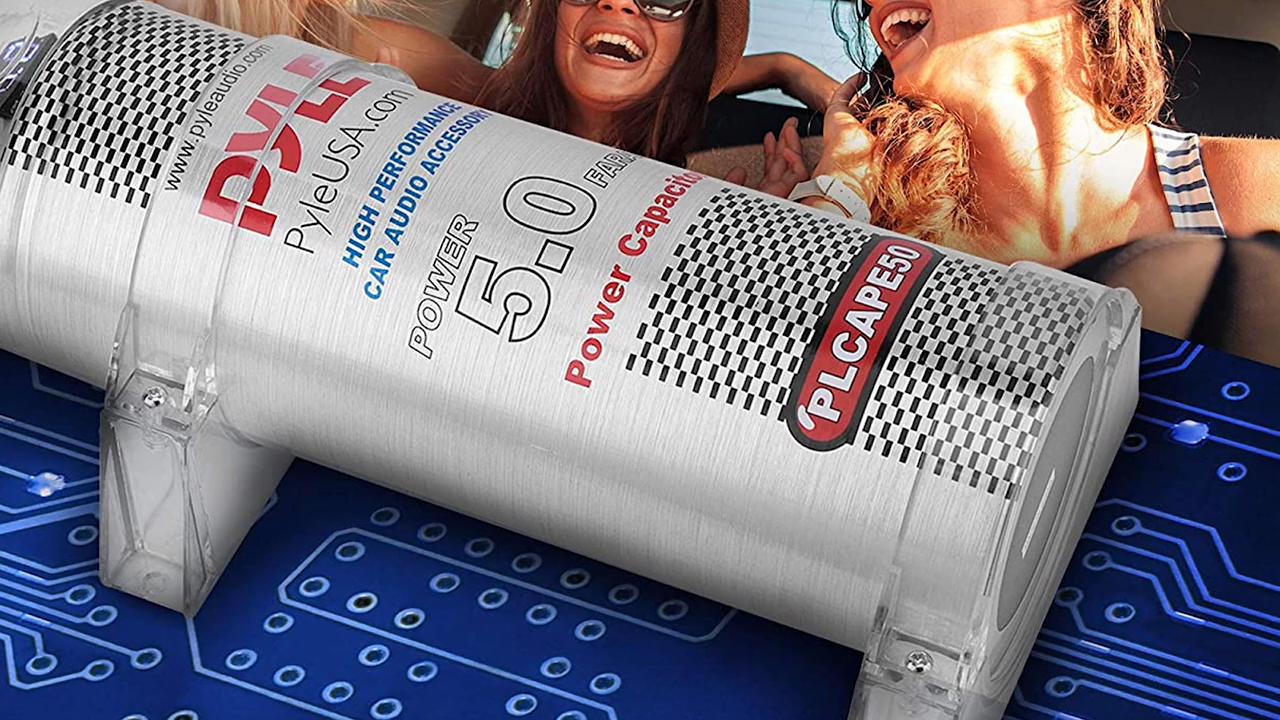 www.pyleaudio.com
PYLE
PyleUSA.com
HIGH PERFORMANCE
CAR AUDIO ACCESSORY
POWER
5.0
Power Capacitor
PLCAPE50